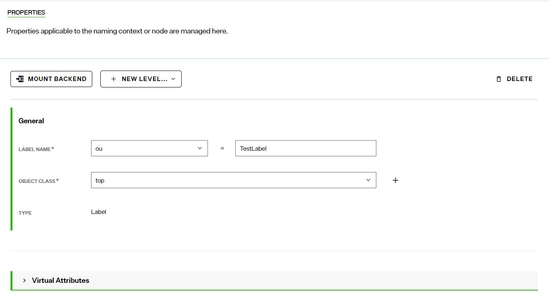 PROPERTIES
Properties applicable to the naming context or node are managed here.
MOUNT BACKEND + NEW LEVEL... DELETE
General
LABEL NAME* ou = TestLabel
OBJECT CLASS* top +
TYPE Label
Virtual Attributes